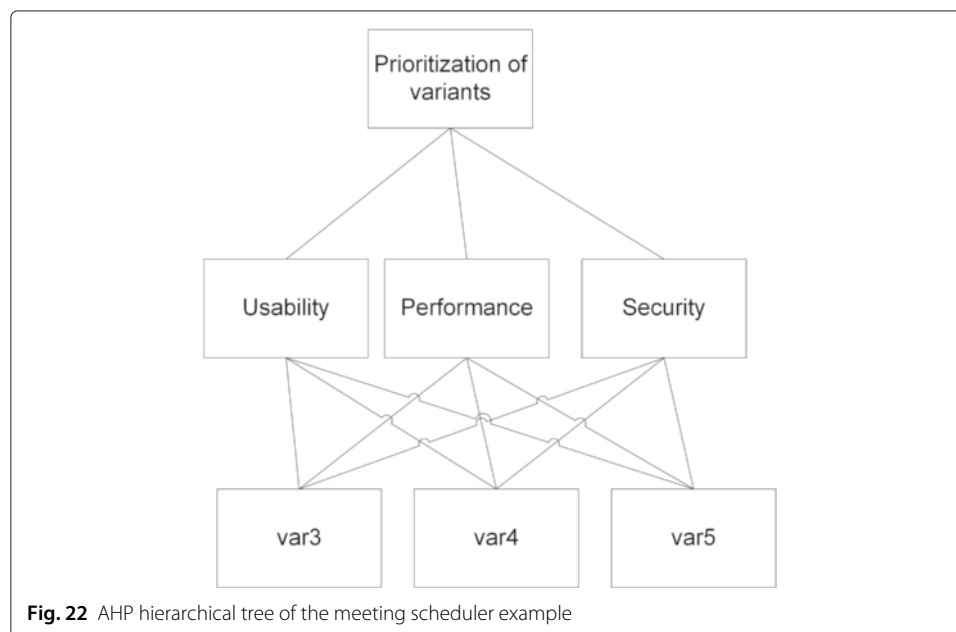 Prioritization of
variants
Usability
Performance
Security
var3
var4
var5
Fig. 22 AHP hierarchical tree of the meeting scheduler example